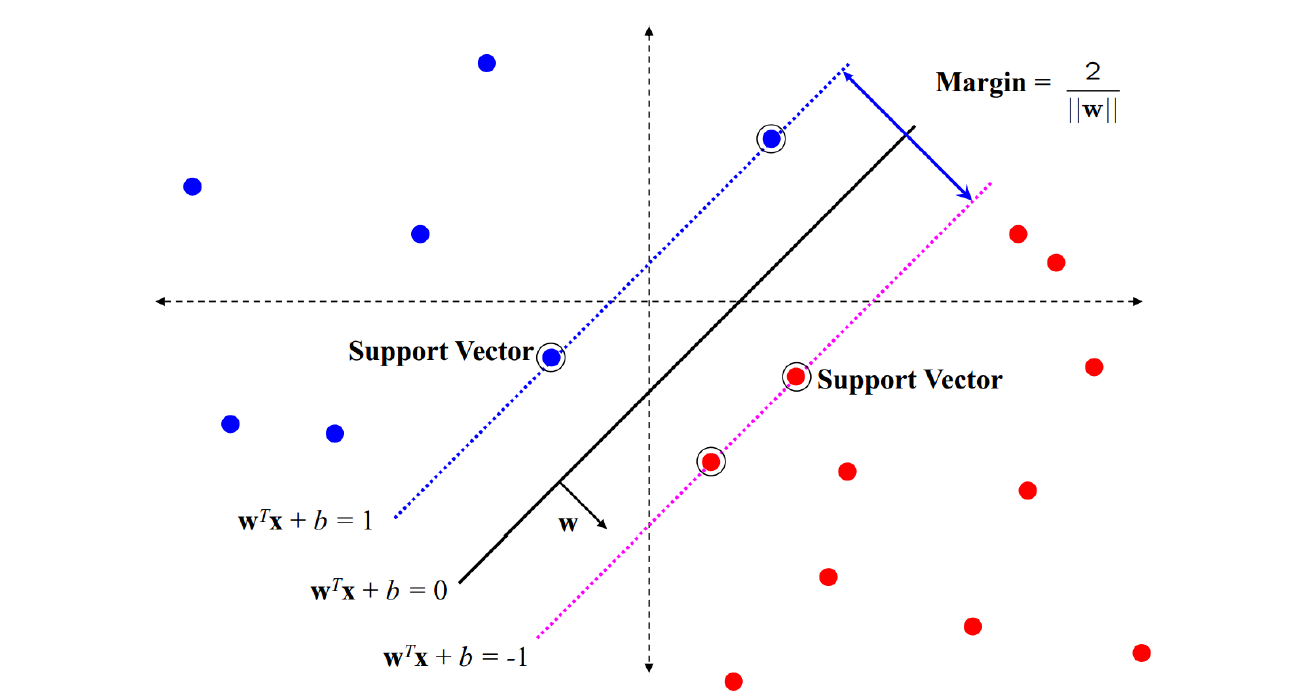 Margin = 2 / ||w||
Support Vector
Support Vector
wᵀx + b = 1
w
wᵀx + b = 0
wᵀx + b = -1